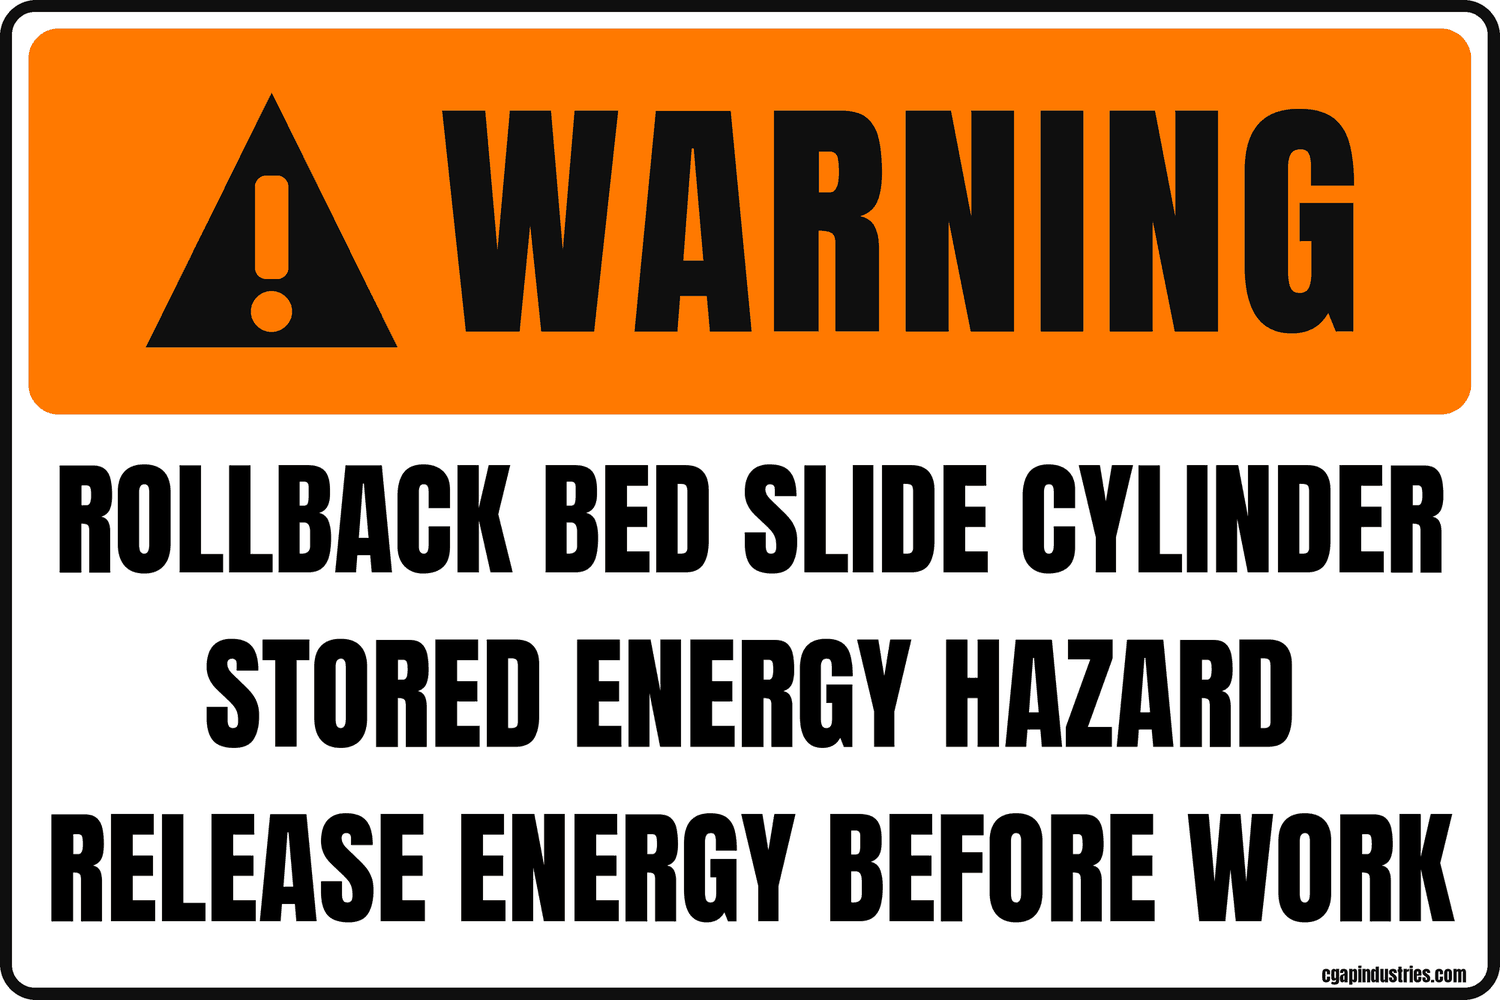 WARNING
ROLLBACK BED SLIDE CYLINDER
STORED ENERGY HAZARD
RELEASE ENERGY BEFORE WORK
cgapindustries.com